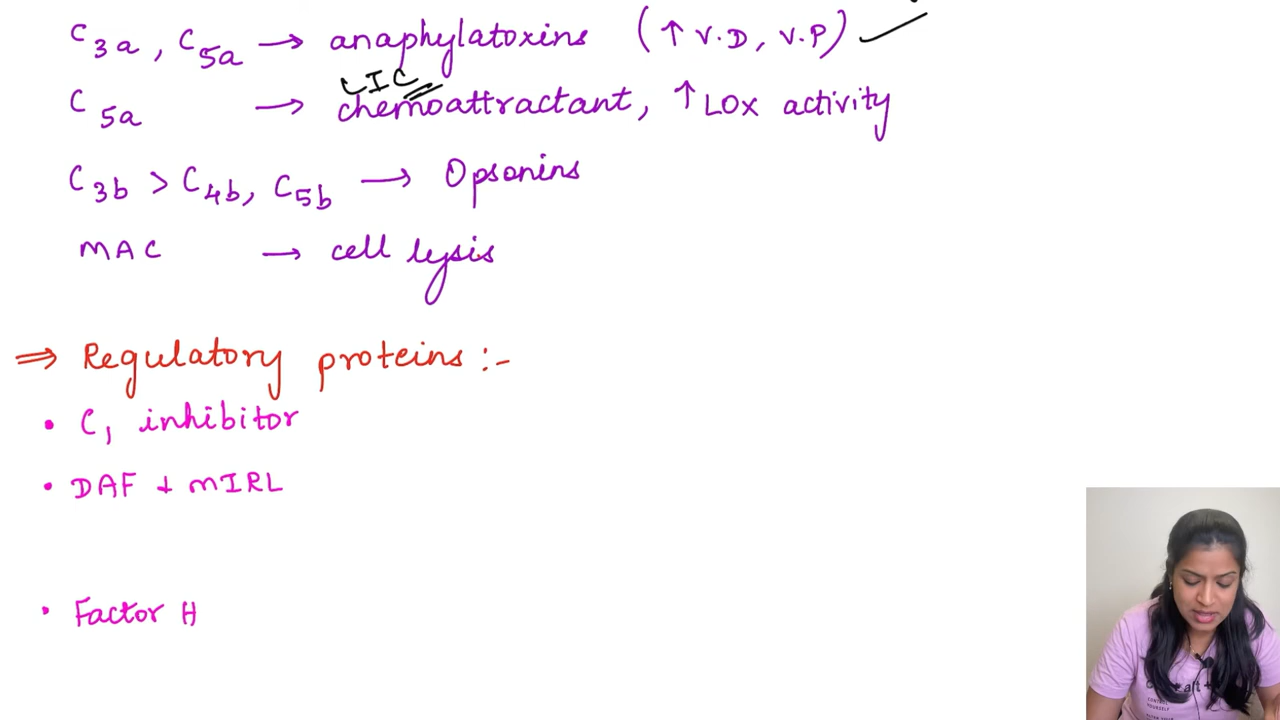 C3a, C5a → anaphylatoxins (↑ V.D, V.P)
CIC
C5a → chemoattractant, ↑ LOX activity
C3b > C4b, C5b → Opsonins
MAC → cell lysis
⇒ Regulatory proteins :-
• C1 inhibitor
• DAF + MIRL
• Factor H